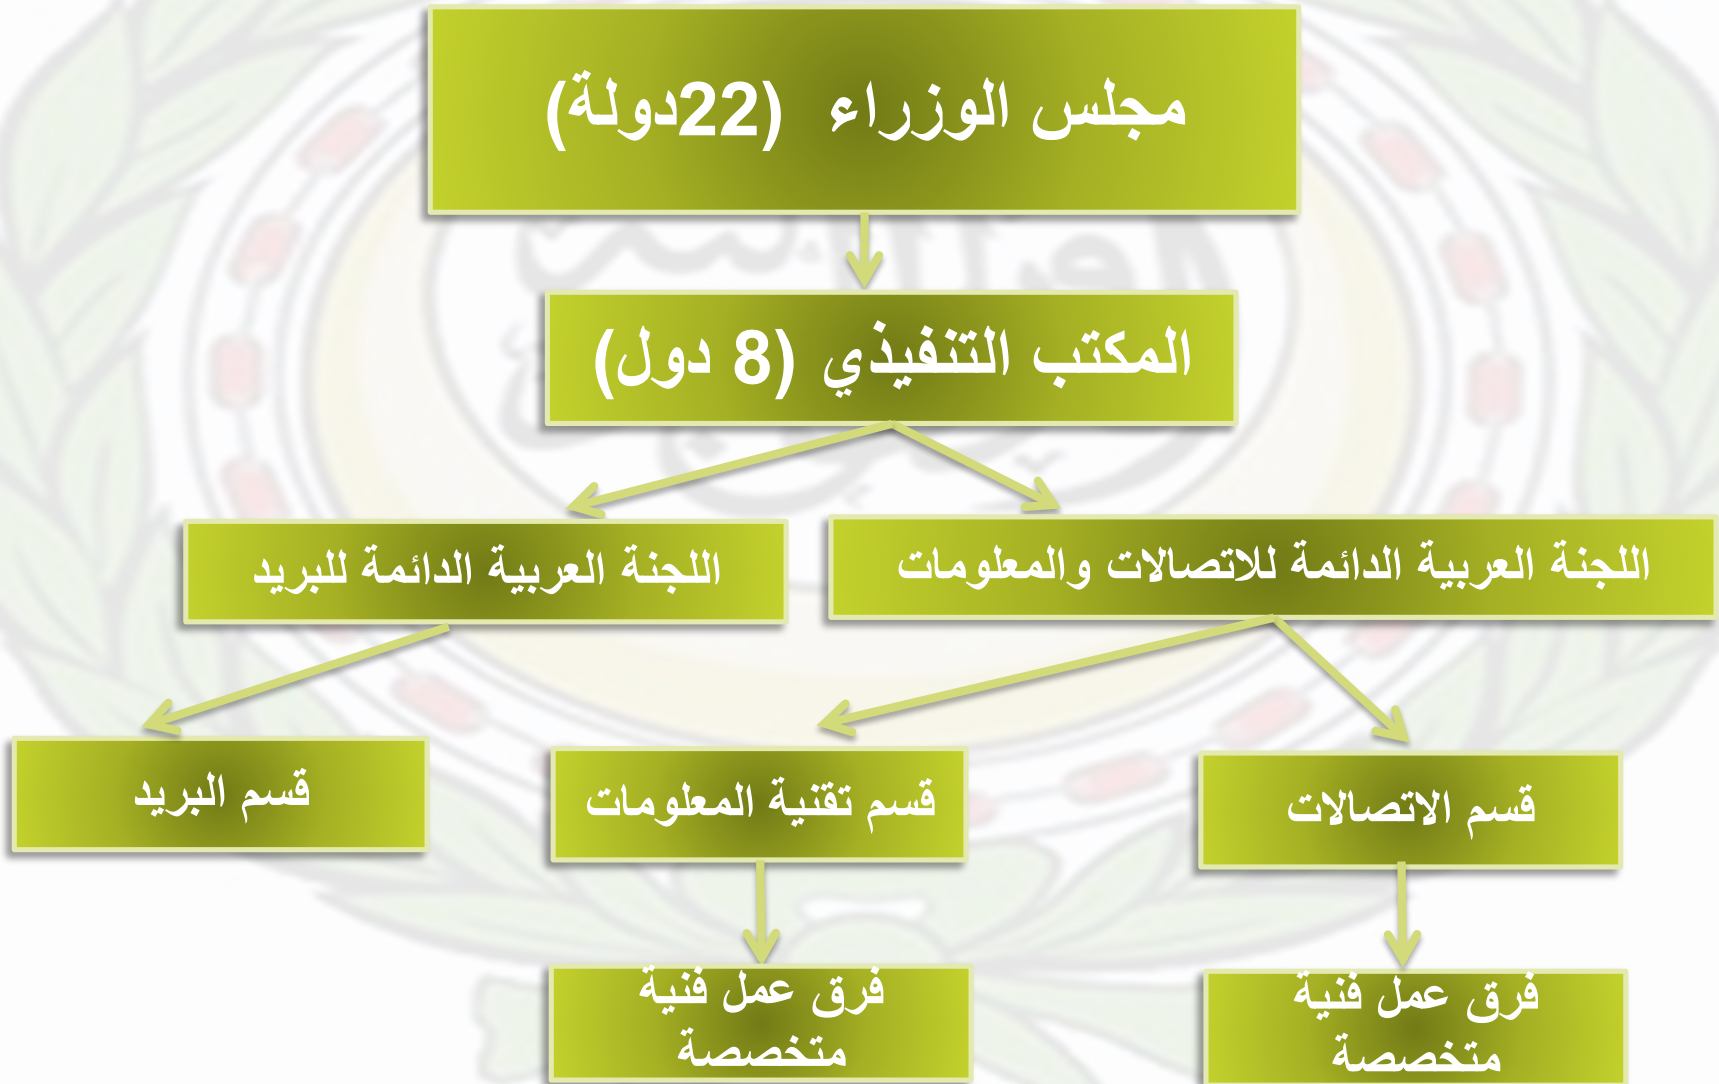 مجلس الوزراء (22دولة)
المكتب التنفيذي (8 دول)
اللجنة العربية الدائمة للاتصالات والمعلومات
اللجنة العربية الدائمة للبريد
قسم الاتصالات
قسم تقنية المعلومات
قسم البريد
فرق عمل فنية
متخصصة
فرق عمل فنية
متخصصة